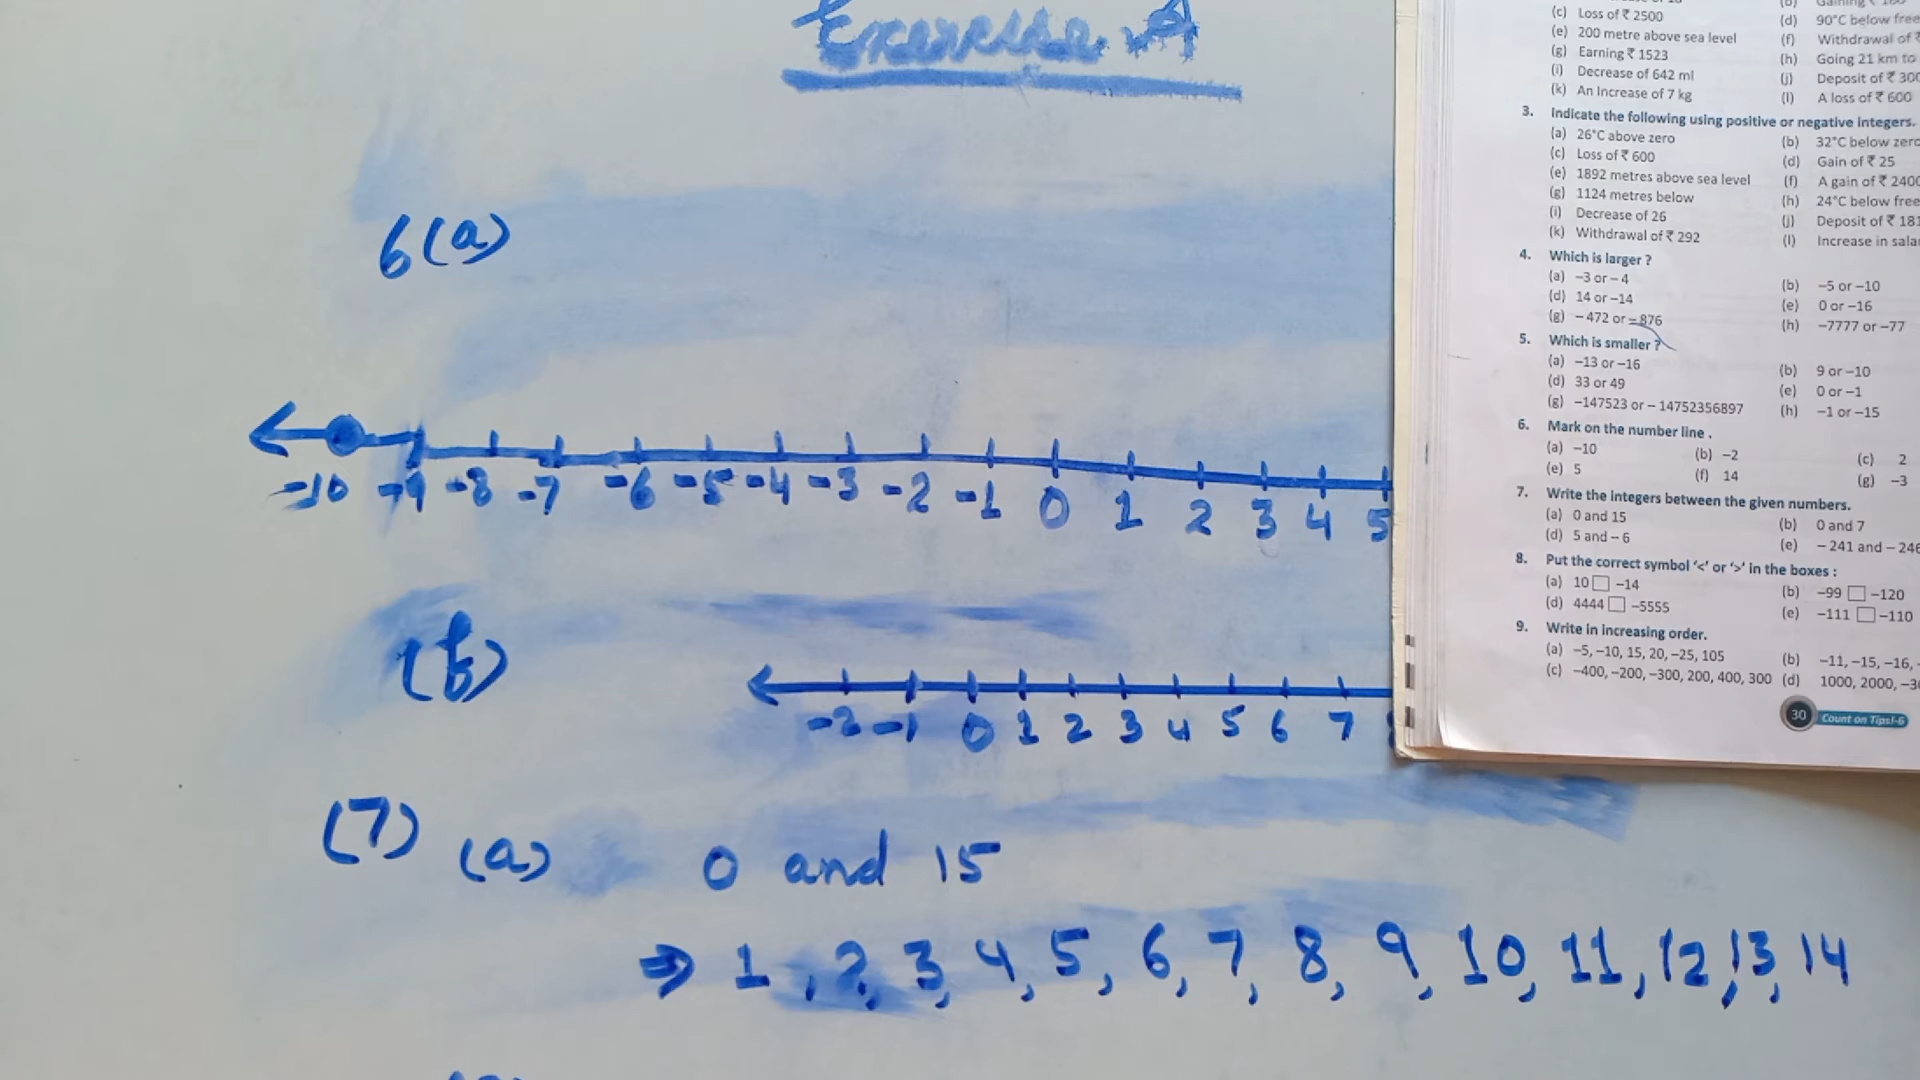 Exercise A
6(a)
-10 -9 -8 -7 -6 -5 -4 -3 -2 -1 0 1 2 3 4 5
(f)
-2 -1 0 1 2 3 4 5 6 7
(7) (a) 0 and 15
⇒ 1, 2, 3, 4, 5, 6, 7, 8, 9, 10, 11, 12, 13, 14
(c) Loss of ₹ 2500 (d) 90°C below free
(e) 200 metre above sea level (f) Withdrawal of ₹
(g) Earning ₹ 1523 (h) Going 21 km to
(i) Decrease of 642 ml (j) Deposit of ₹ 300
(k) An Increase of 7 kg (l) A loss of ₹ 600
3. Indicate the following using positive or negative integers.
(a) 26°C above zero (b) 32°C below zero
(c) Loss of ₹ 600 (d) Gain of ₹ 25
(e) 1892 metres above sea level (f) A gain of ₹ 2400
(g) 1124 metres below (h) 24°C below free
(i) Decrease of 26 (j) Deposit of ₹ 181
(k) Withdrawal of ₹ 292 (l) Increase in sala
4. Which is larger ?
(a) –3 or – 4 (b) –5 or –10
(d) 14 or –14 (e) 0 or –16
(g) – 472 or – 876 (h) –7777 or –77
5. Which is smaller ?
(a) –13 or –16 (b) 9 or –10
(d) 33 or 49 (e) 0 or –1
(g) –147523 or – 14752356897 (h) –1 or –15
6. Mark on the number line .
(a) –10 (b) –2 (c) 2
(e) 5 (f) 14 (g) –3
7. Write the integers between the given numbers.
(a) 0 and 15 (b) 0 and 7
(d) 5 and – 6 (e) – 241 and – 246
8. Put the correct symbol '<' or '>' in the boxes :
(a) 10 □ –14 (b) –99 □ –120
(d) 4444 □ –5555 (e) –111 □ –110
9. Write in increasing order.
(a) –5, –10, 15, 20, –25, 105 (b) –11, –15, –16,
(c) –400, –200, –300, 200, 400, 300 (d) 1000, 2000,
30 Count on Tips!-6